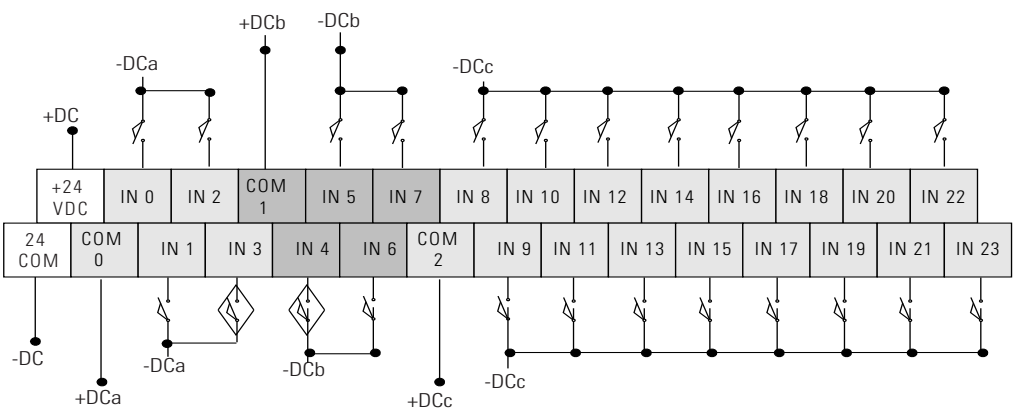 +DCb
-DCb
-DCa
-DCc
+DC
+24
VDC
IN 0
IN 2
COM
1
IN 5
IN 7
IN 8
IN 10
IN 12
IN 14
IN 16
IN 18
IN 20
IN 22
24
COM
COM
0
IN 1
IN 3
IN 4
IN 6
COM
2
IN 9
IN 11
IN 13
IN 15
IN 17
IN 19
IN 21
IN 23
-DC
-DCa
-DCb
-DCc
+DCa
+DCc